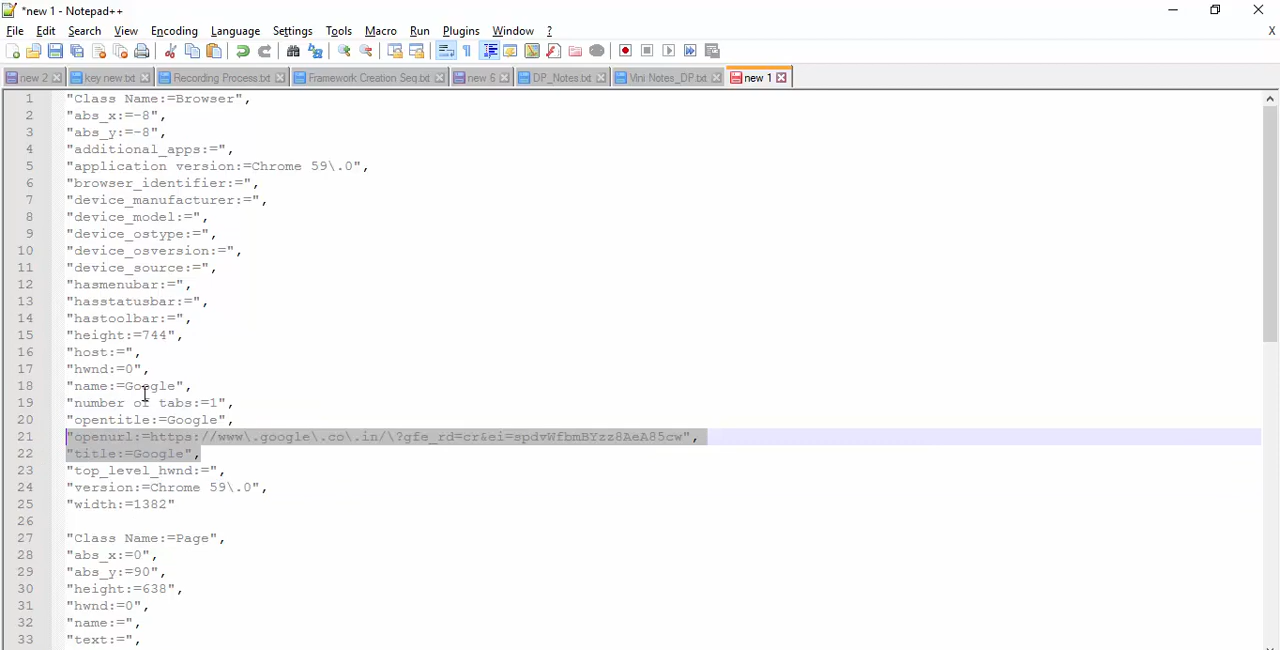 *new 1 - Notepad++
File Edit Search View Encoding Language Settings Tools Macro Run Plugins Window ? X
new 2 key new.txt Recording Process.txt Framework Creation Seq.txt new 6 DP_Notes.txt Vini Notes_DP.txt new 1
1 "Class Name:=Browser",
2 "abs_x:=-8",
3 "abs_y:=-8",
4 "additional_apps:=",
5 "application version:=Chrome 59\.0",
6 "browser_identifier:=",
7 "device_manufacturer:=",
8 "device_model:=",
9 "device_ostype:=",
10 "device_osversion:=",
11 "device_source:=",
12 "hasmenubar:=",
13 "hasstatusbar:=",
14 "hastoolbar:=",
15 "height:=744",
16 "host:=",
17 "hwnd:=0",
18 "name:=Google",
19 "number of tabs:=1",
20 "opentitle:=Google",
21 "openurl:=https://www\.google\.co\.in/\?gfe_rd=cr&ei=spdvWfbmBYzz8AeA85cw",
22 "title:=Google",
23 "top_level_hwnd:=",
24 "version:=Chrome 59\.0",
25 "width:=1382"
26
27 "Class Name:=Page",
28 "abs_x:=0",
29 "abs_y:=90",
30 "height:=638",
31 "hwnd:=0",
32 "name:=",
33 "text:=",